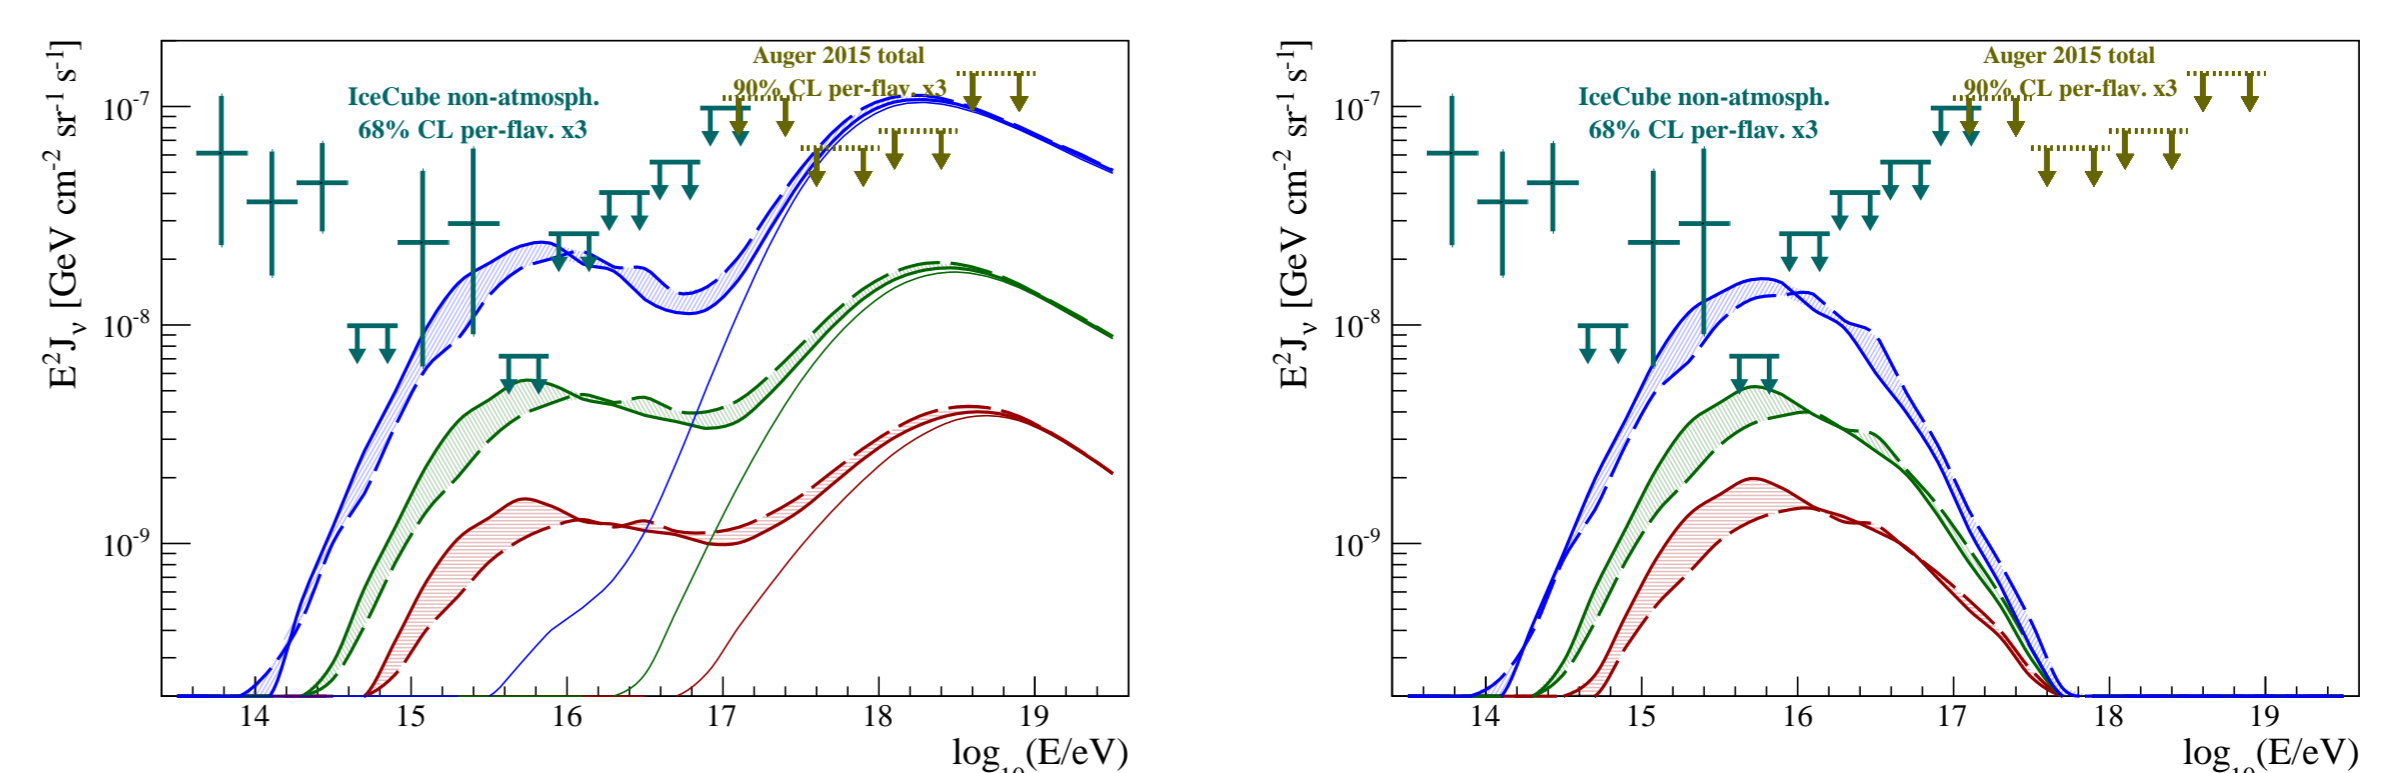 Auger 2015 total
90% CL per-flav. x3
IceCube non-atmosph.
68% CL per-flav. x3
E²Jν [GeV cm⁻² sr⁻¹ s⁻¹]
10⁻⁷
10⁻⁸
10⁻⁹
14 15 16 17 18 19
log₁₀(E/eV)
Auger 2015 total
90% CL per-flav. x3
IceCube non-atmosph.
68% CL per-flav. x3
E²Jν [GeV cm⁻² sr⁻¹ s⁻¹]
10⁻⁷
10⁻⁸
10⁻⁹
14 15 16 17 18 19
log₁₀(E/eV)